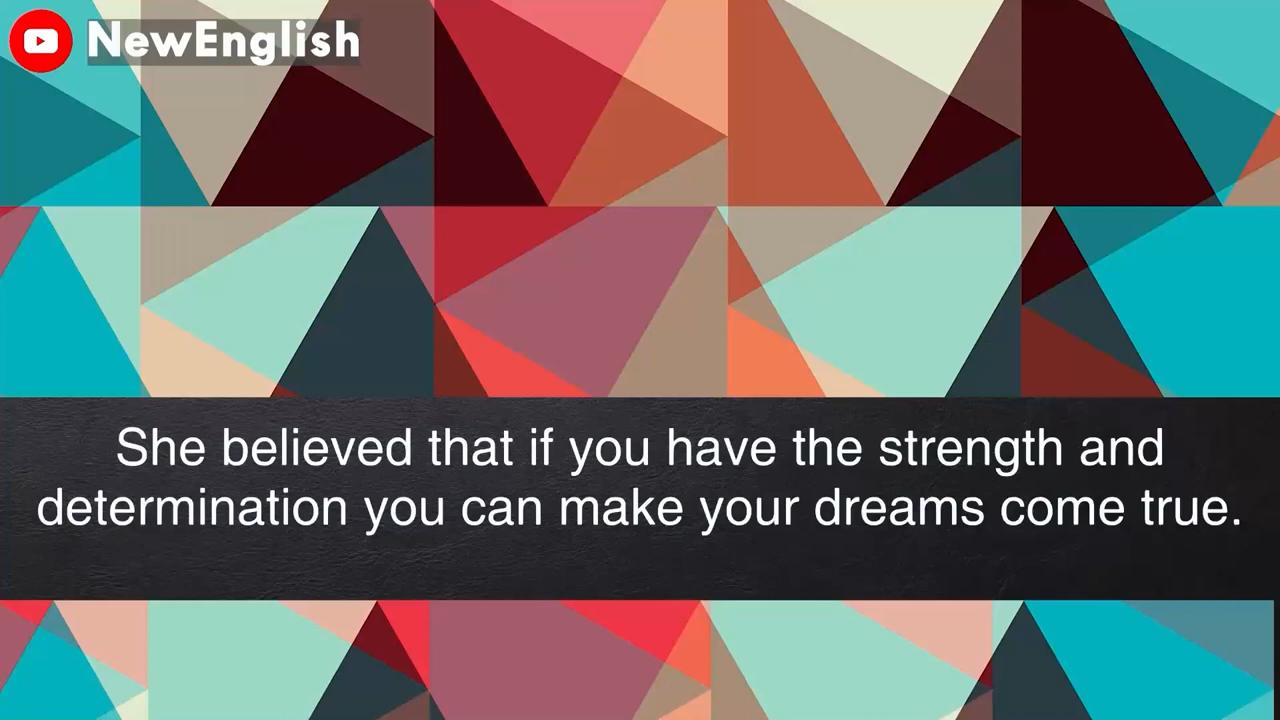 NewEnglish
She believed that if you have the strength and
determination you can make your dreams come true.